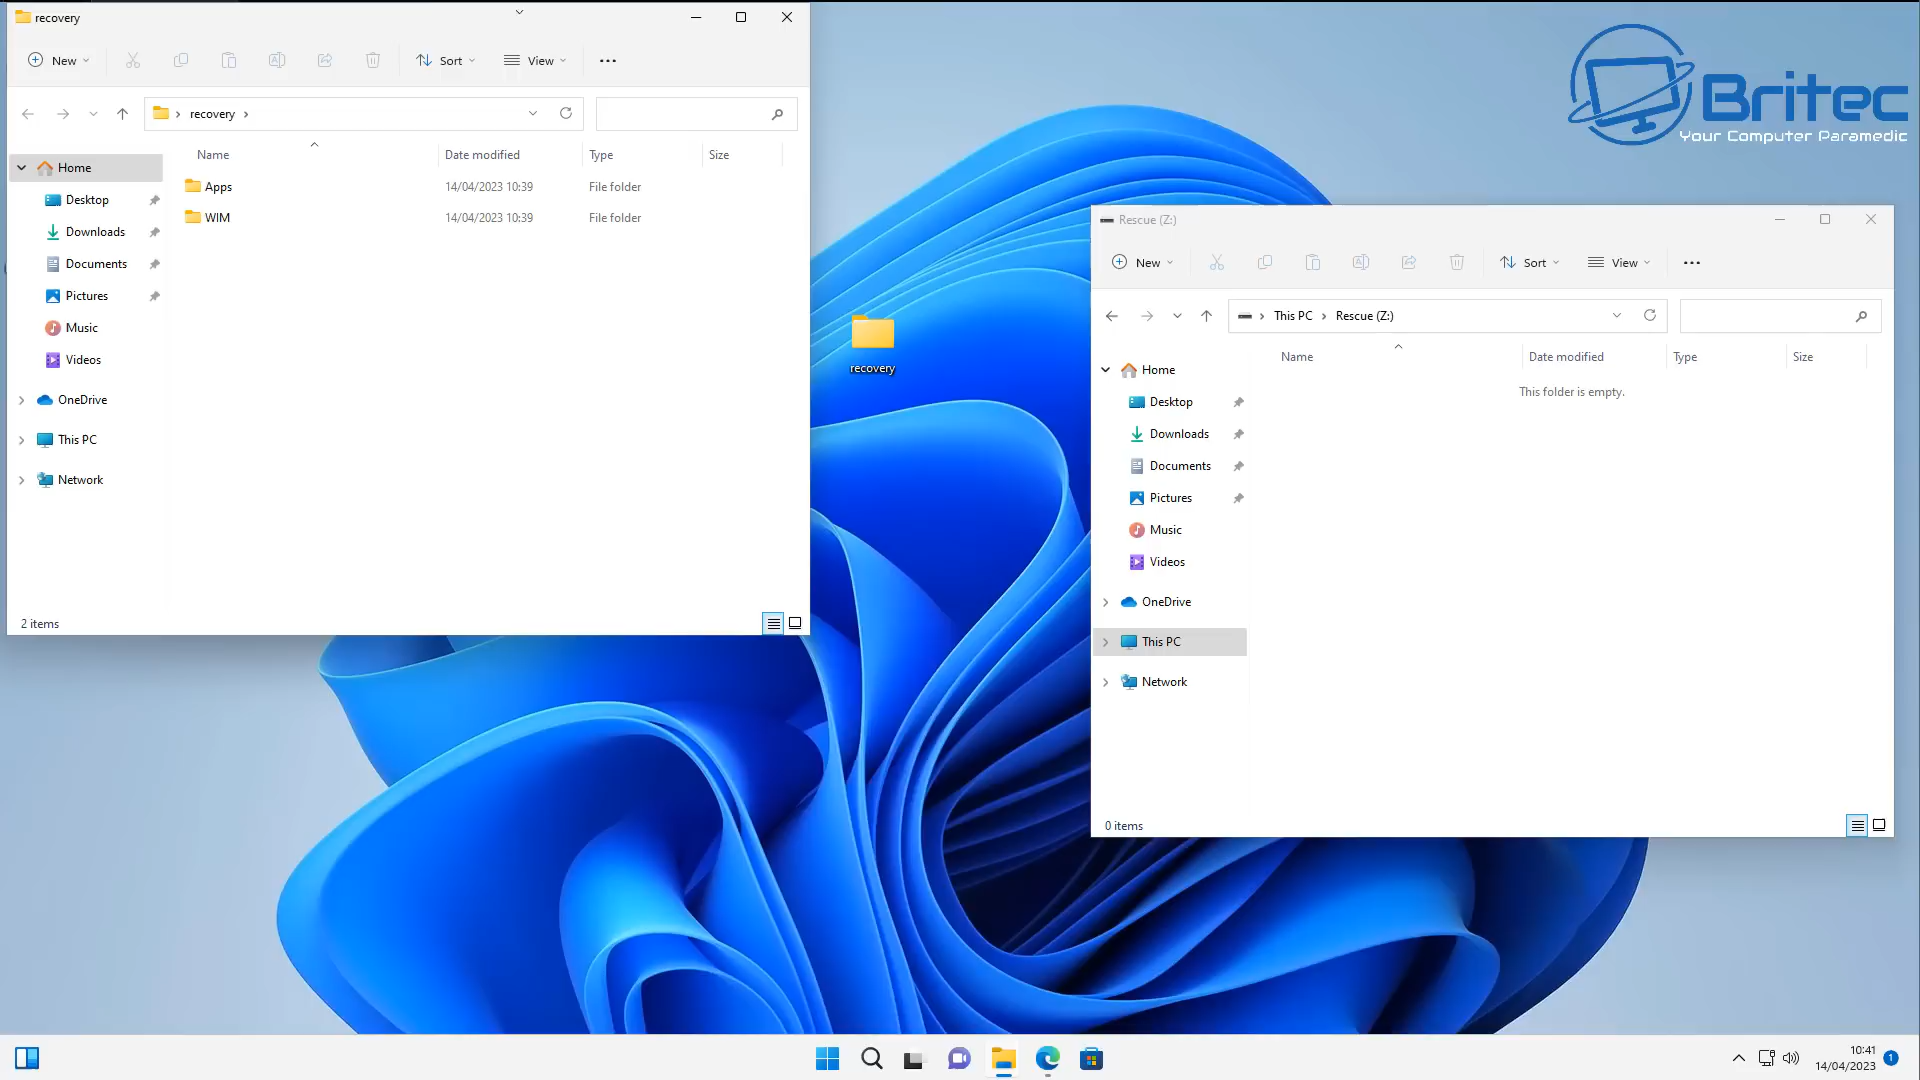 recovery
New
Sort
View
recovery
Name
Date modified
Type
Size
Home
Apps
14/04/2023 10:39
File folder
Desktop
WIM
14/04/2023 10:39
File folder
Downloads
Documents
Pictures
Music
Videos
OneDrive
This PC
Network
2 items
recovery
Britec
Your Computer Paramedic
Rescue (Z:)
New
Sort
View
This PC
Rescue (Z:)
Name
Date modified
Type
Size
Home
This folder is empty.
Desktop
Downloads
Documents
Pictures
Music
Videos
OneDrive
This PC
Network
0 items
10:41
14/04/2023
1